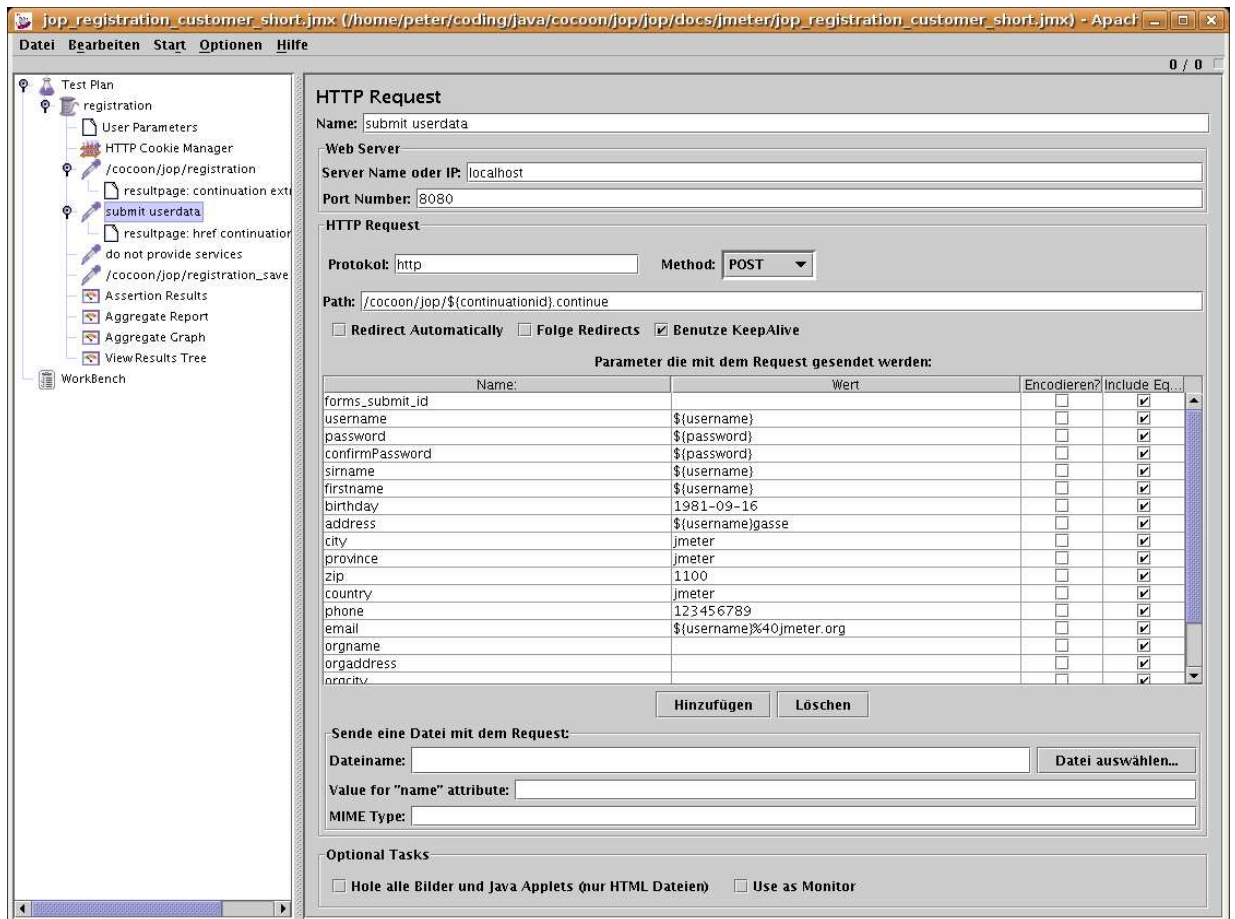 jop_registration_customer_short.jmx (/home/peter/coding/java/cocoon/jop/jop/docs/jmeter/jop_registration_customer_short.jmx) - Apach
Datei Bearbeiten Start Optionen Hilfe
0 / 0
Test Plan
registration
User Parameters
HTTP Cookie Manager
/cocoon/jop/registration
resultpage: continuation extr
submit userdata
resultpage: href continuation
do not provide services
/cocoon/jop/registration_save
Assertion Results
Aggregate Report
Aggregate Graph
View Results Tree
WorkBench
HTTP Request
Name: submit userdata
Web Server
Server Name oder IP: localhost
Port Number: 8080
HTTP Request
Protokol: http Method: POST
Path: /cocoon/jop/${continuationid}.continue
Redirect Automatically Folge Redirects Benutze KeepAlive
Parameter die mit dem Request gesendet werden:
Name: Wert Encodieren? Include Eq...
forms_submit_id
username ${username}
password ${password}
confirmPassword ${password}
sirname ${username}
firstname ${username}
birthday 1981-09-16
address ${username}gasse
city jmeter
province jmeter
zip 1100
country jmeter
phone 123456789
email ${username}%40jmeter.org
orgname
orgaddress
orgcity
Hinzufügen Löschen
Sende eine Datei mit dem Request:
Dateiname: Datei auswählen...
Value for "name" attribute:
MIME Type:
Optional Tasks
Hole alle Bilder und Java Applets (nur HTML Dateien) Use as Monitor